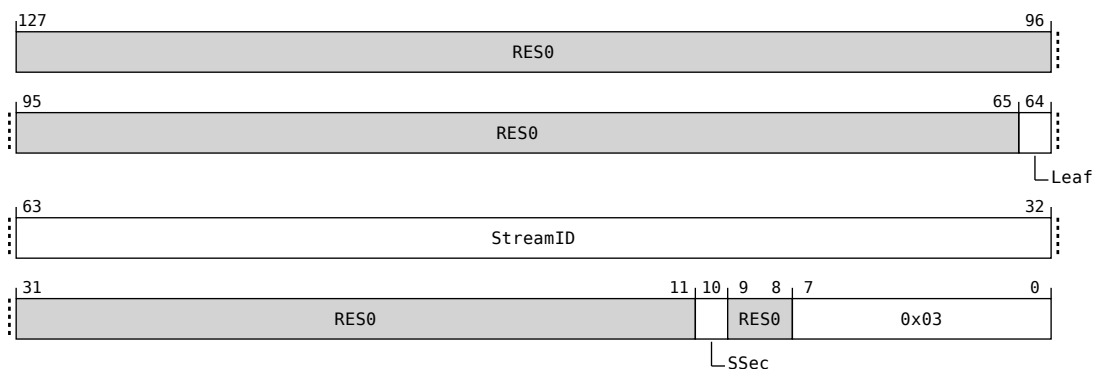 127 96
RES0
95 65 64
RES0
Leaf
63 32
StreamID
31 11 10 9 8 7 0
RES0 RES0 0x03
SSec